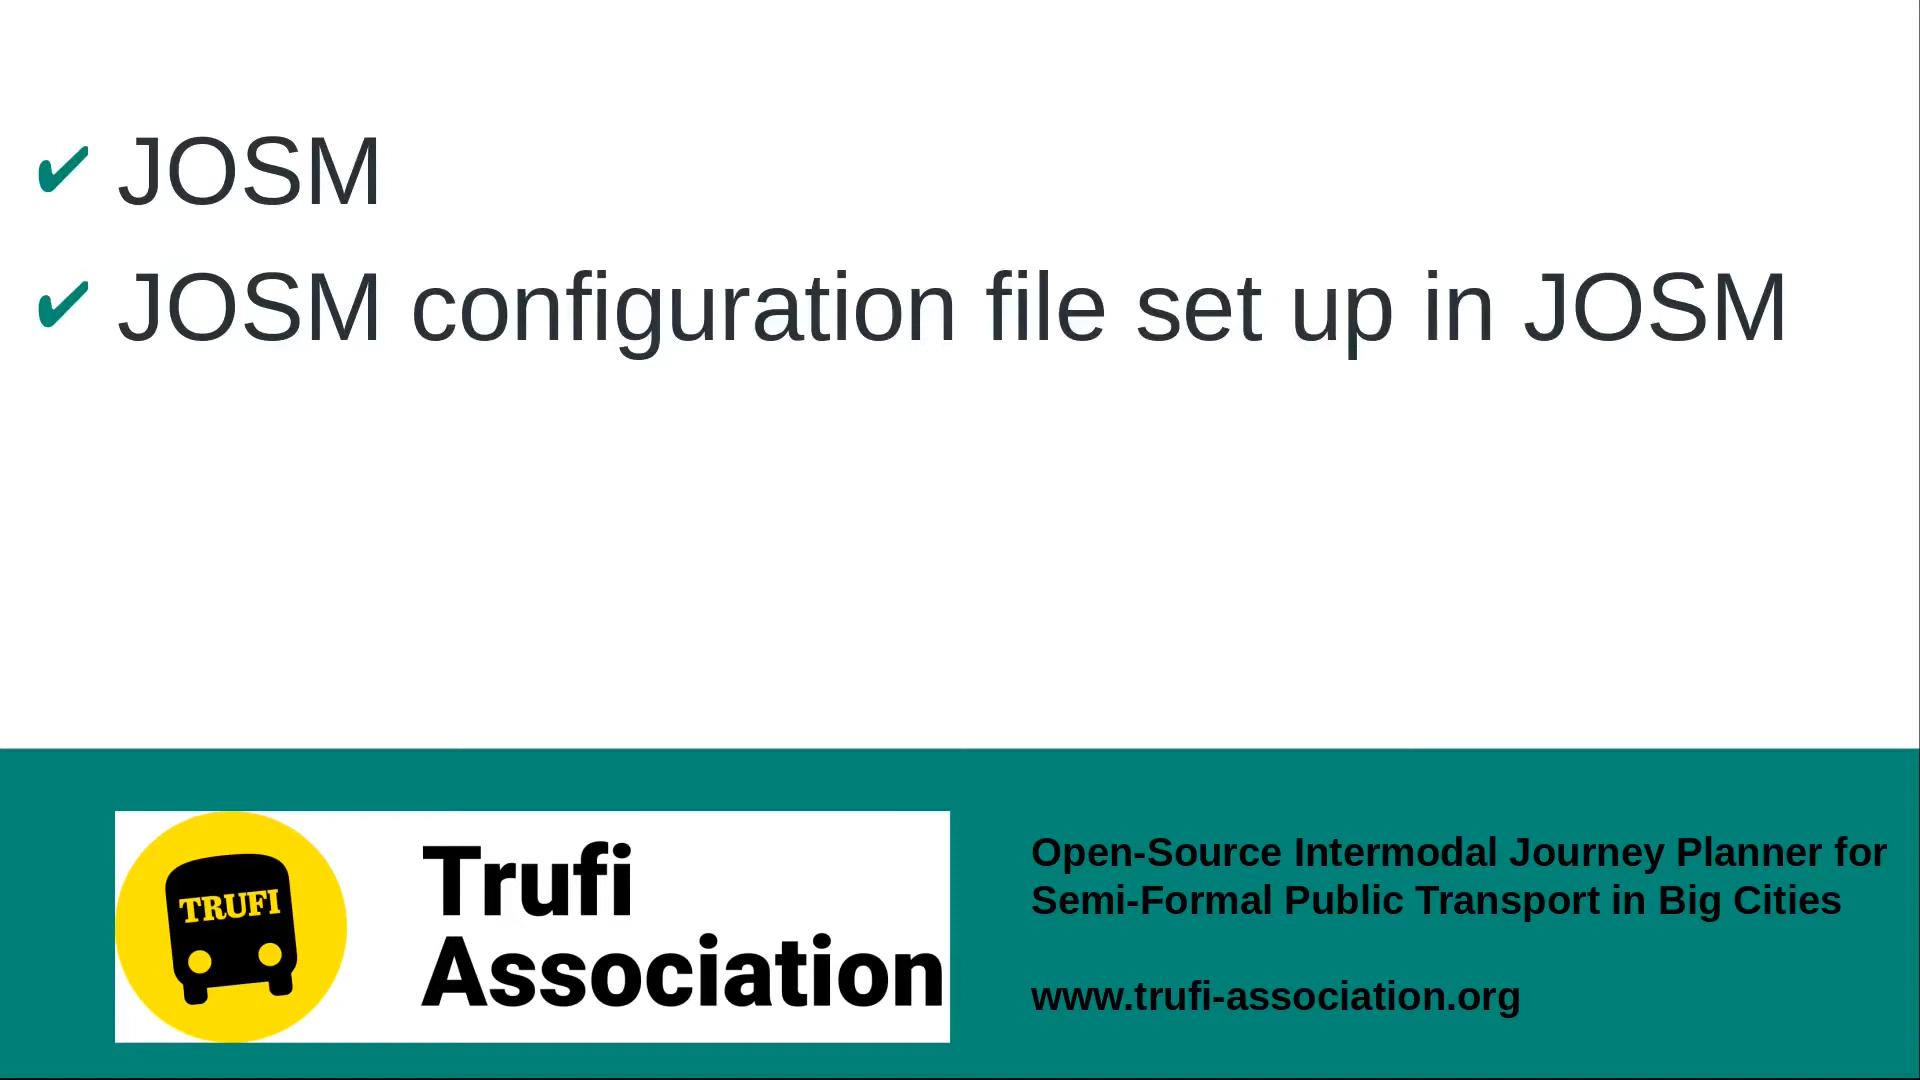 ✔ JOSM
✔ JOSM configuration file set up in JOSM
TRUFI
Trufi
Association
Open-Source Intermodal Journey Planner for
Semi-Formal Public Transport in Big Cities
www.trufi-association.org